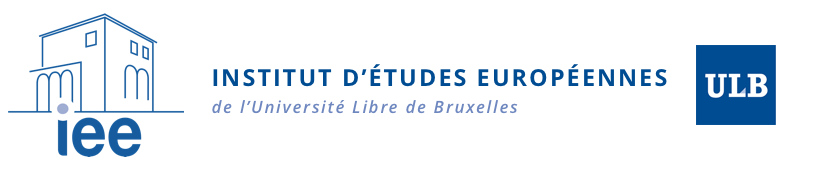 iee
INSTITUT D'ÉTUDES EUROPÉENNES
de l'Université Libre de Bruxelles
ULB